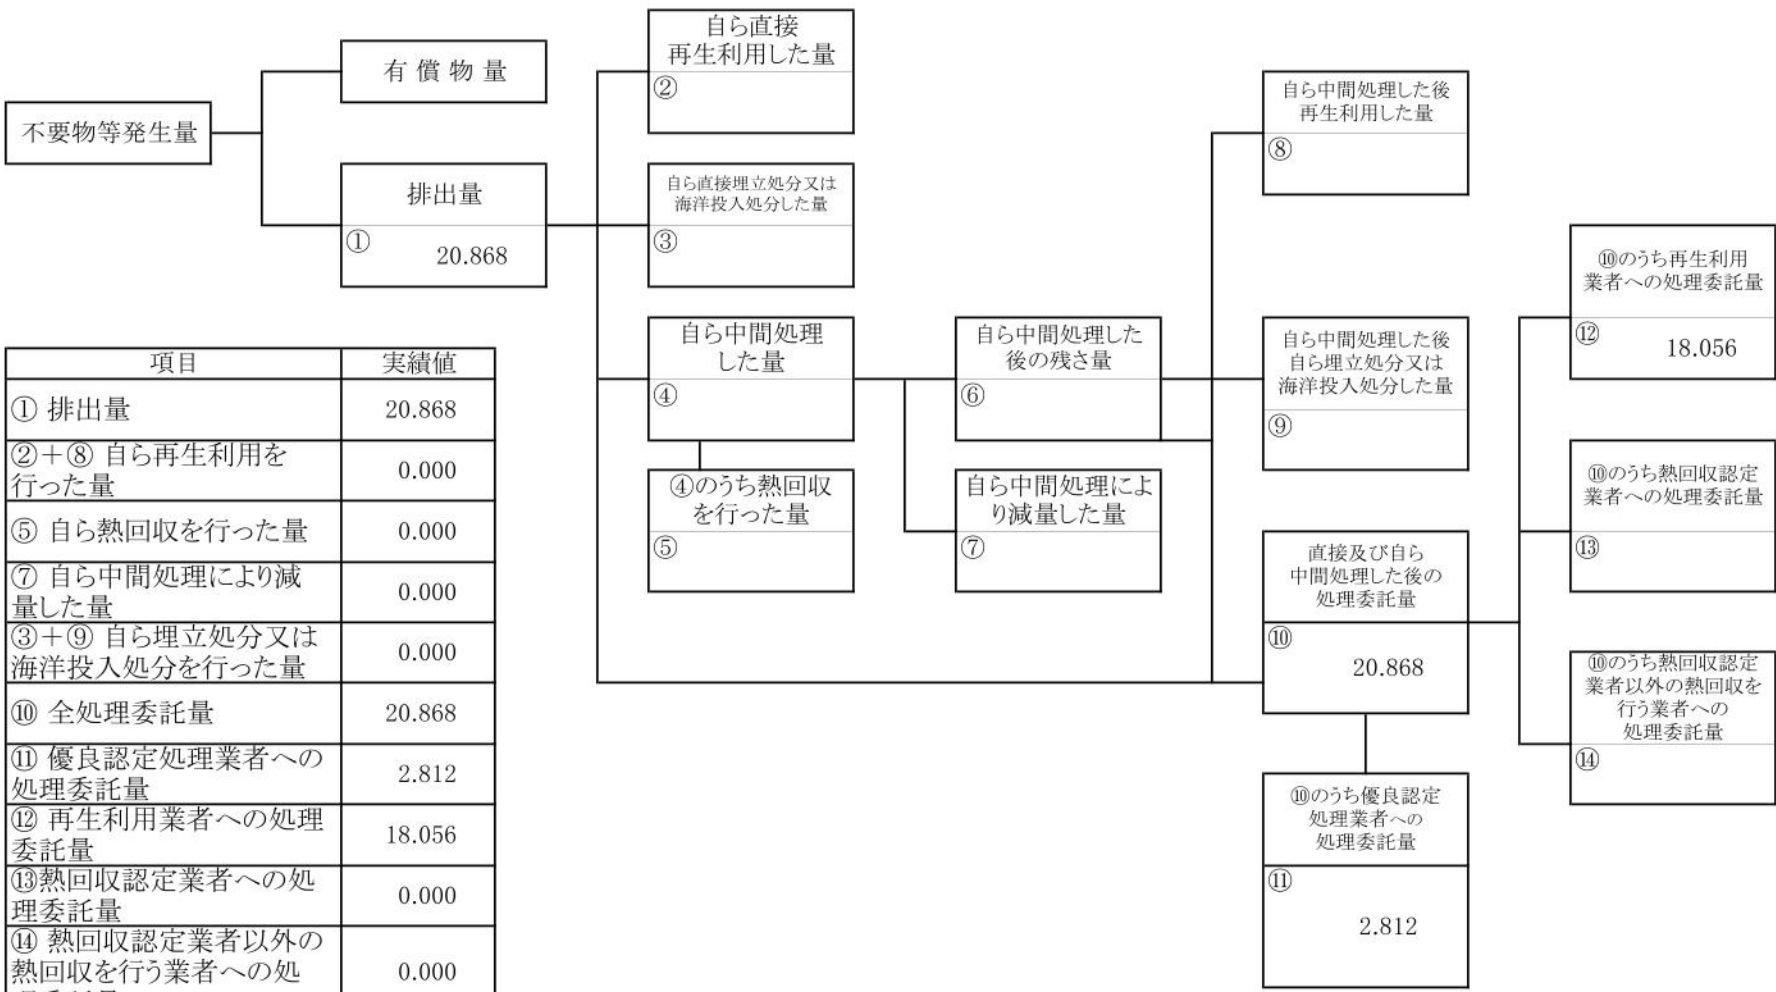 不要物等発生量
有 償 物 量
排出量
①
20.868
自ら直接
再生利用した量
②
自ら直接埋立処分又は
海洋投入処分した量
③
自ら中間処理
した量
④
④のうち熱回収
を行った量
⑤
自ら中間処理した
後の残さ量
⑥
自ら中間処理によ
り減量した量
⑦
自ら中間処理した後
再生利用した量
⑧
自ら中間処理した後
自ら埋立処分又は
海洋投入処分した量
⑨
直接及び自ら
中間処理した後の
処理委託量
⑩
20.868
⑩のうち優良認定
処理業者への
処理委託量
⑪
2.812
⑩のうち再生利用
業者への処理委託量
⑫
18.056
⑩のうち熱回収認定
業者への処理委託量
⑬
⑩のうち熱回収認定
業者以外の熱回収を
行う業者への
処理委託量
⑭
項目 実績値
① 排出量 20.868
②+⑧ 自ら再生利用を
行った量 0.000
⑤ 自ら熱回収を行った量 0.000
⑦ 自ら中間処理により減
量した量 0.000
③+⑨ 自ら埋立処分又は
海洋投入処分を行った量 0.000
⑩ 全処理委託量 20.868
⑪ 優良認定処理業者への
処理委託量 2.812
⑫ 再生利用業者への処理
委託量 18.056
⑬熱回収認定業者への処
理委託量 0.000
⑭ 熱回収認定業者以外の
熱回収を行う業者への処 0.000